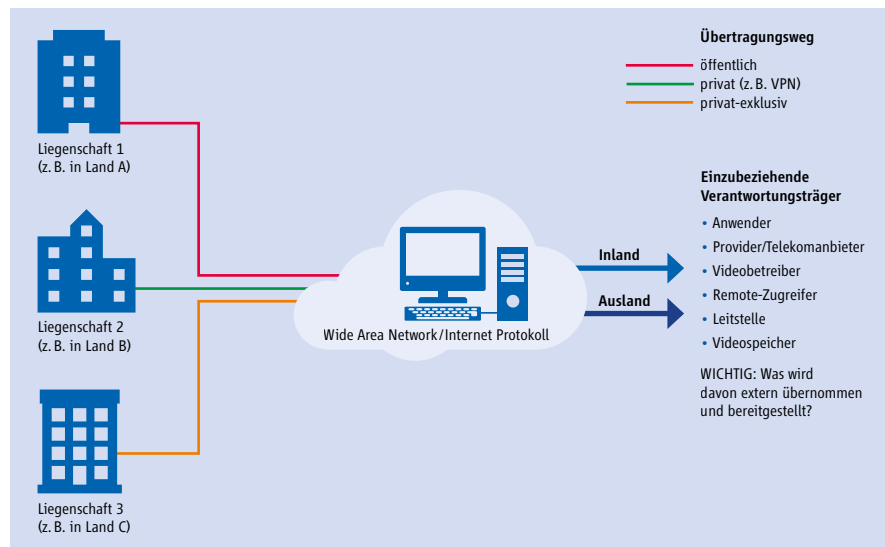 Liegenschaft 1
(z. B. in Land A)
Liegenschaft 2
(z. B. in Land B)
Liegenschaft 3
(z. B. in Land C)
Wide Area Network/Internet Protokoll
Inland
Ausland
Übertragungsweg
öffentlich
privat (z. B. VPN)
privat-exklusiv
Einzubeziehende
Verantwortungsträger
• Anwender
• Provider/Telekomanbieter
• Videobetreiber
• Remote-Zugreifer
• Leitstelle
• Videospeicher
WICHTIG: Was wird
davon extern übernommen
und bereitgestellt?